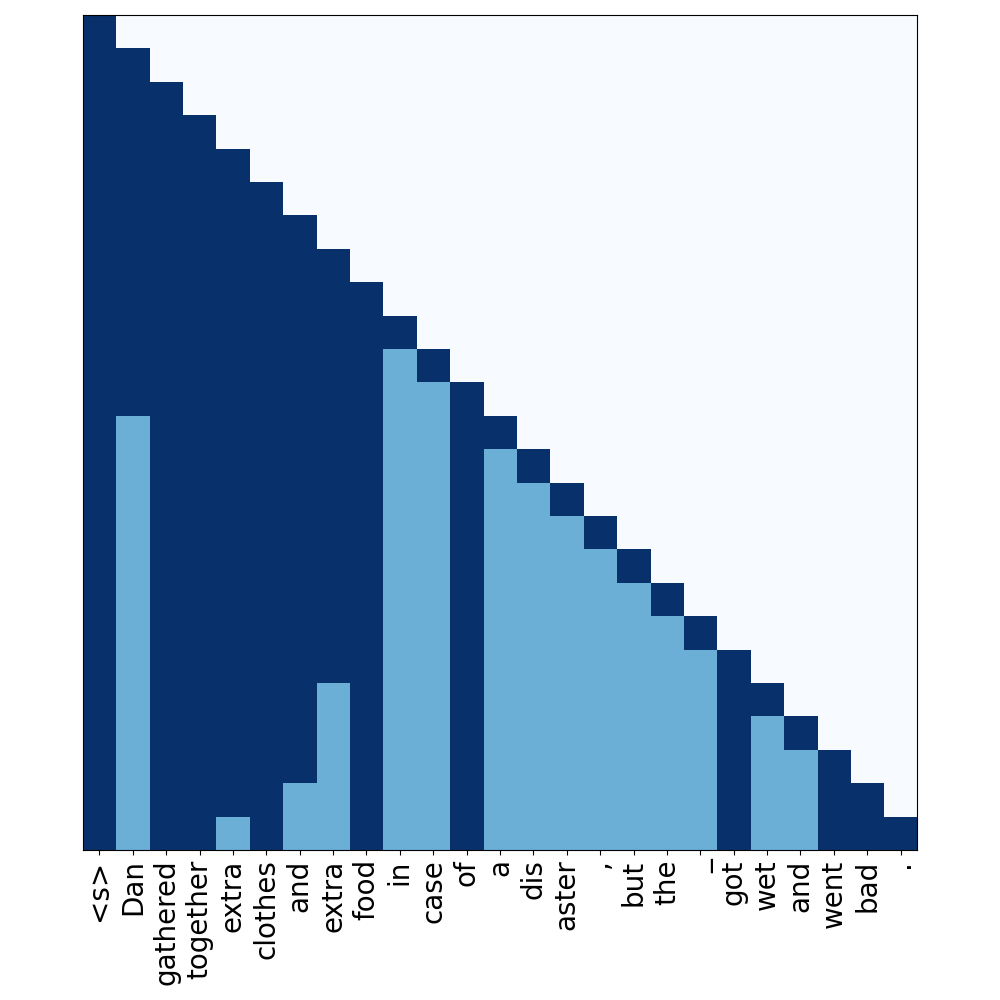 <s> Dan gathered together extra clothes and extra food in case of a dis aster , but the _ got wet and went bad .